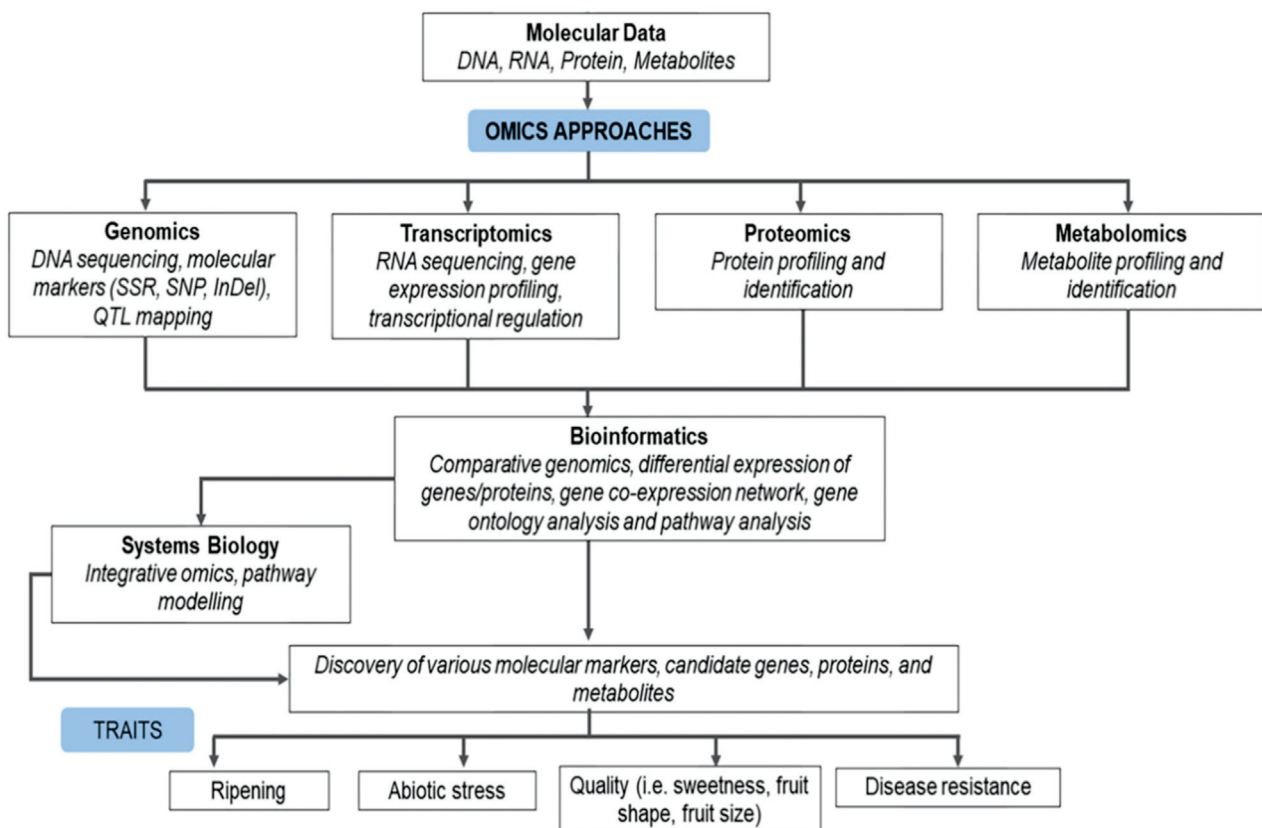 Molecular Data
DNA, RNA, Protein, Metabolites
OMICS APPROACHES
Genomics
DNA sequencing, molecular
markers (SSR, SNP, InDel),
QTL mapping
Transcriptomics
RNA sequencing, gene
expression profiling,
transcriptional regulation
Proteomics
Protein profiling and
identification
Metabolomics
Metabolite profiling and
identification
Bioinformatics
Comparative genomics, differential expression of
genes/proteins, gene co-expression network, gene
ontology analysis and pathway analysis
Systems Biology
Integrative omics, pathway
modelling
Discovery of various molecular markers, candidate genes, proteins, and
metabolites
TRAITS
Ripening
Abiotic stress
Quality (i.e. sweetness, fruit
shape, fruit size)
Disease resistance